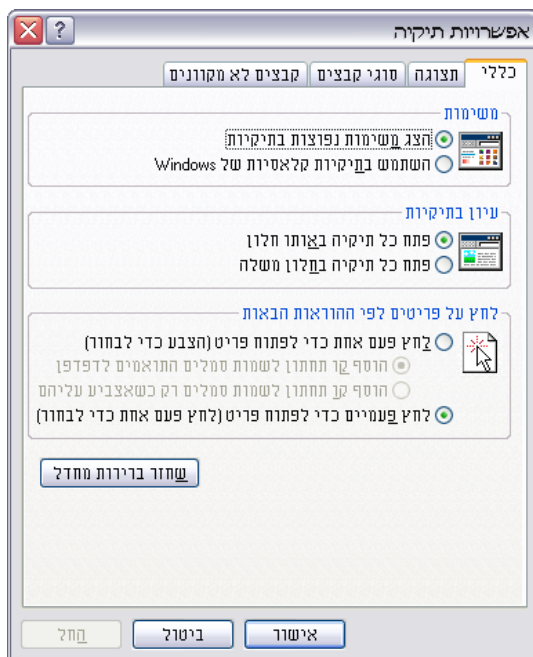 אפשרויות תיקיה
כללי
תצוגה
סוגי קבצים
קבצים לא מקוונים
משימות
הצג משימות נפוצות בתיקיות
השתמש בתיקיות קלאסיות של Windows
עיון בתיקיות
פתח כל תיקיה באותו חלון
פתח כל תיקיה בחלון משלה
לחץ על פריטים לפי ההוראות הבאות
לחץ פעם אחת כדי לפתוח פריט (הצבע כדי לבחור)
הוסף קו תחתון לשמות סמלים התואמים לדפדפן
הוסף קו תחתון לשמות סמלים רק כשאצביע עליהם
לחץ פעמיים כדי לפתוח פריט (לחץ פעם אחת כדי לבחור)
שחזר ברירות מחדל
אישור
ביטול
החל